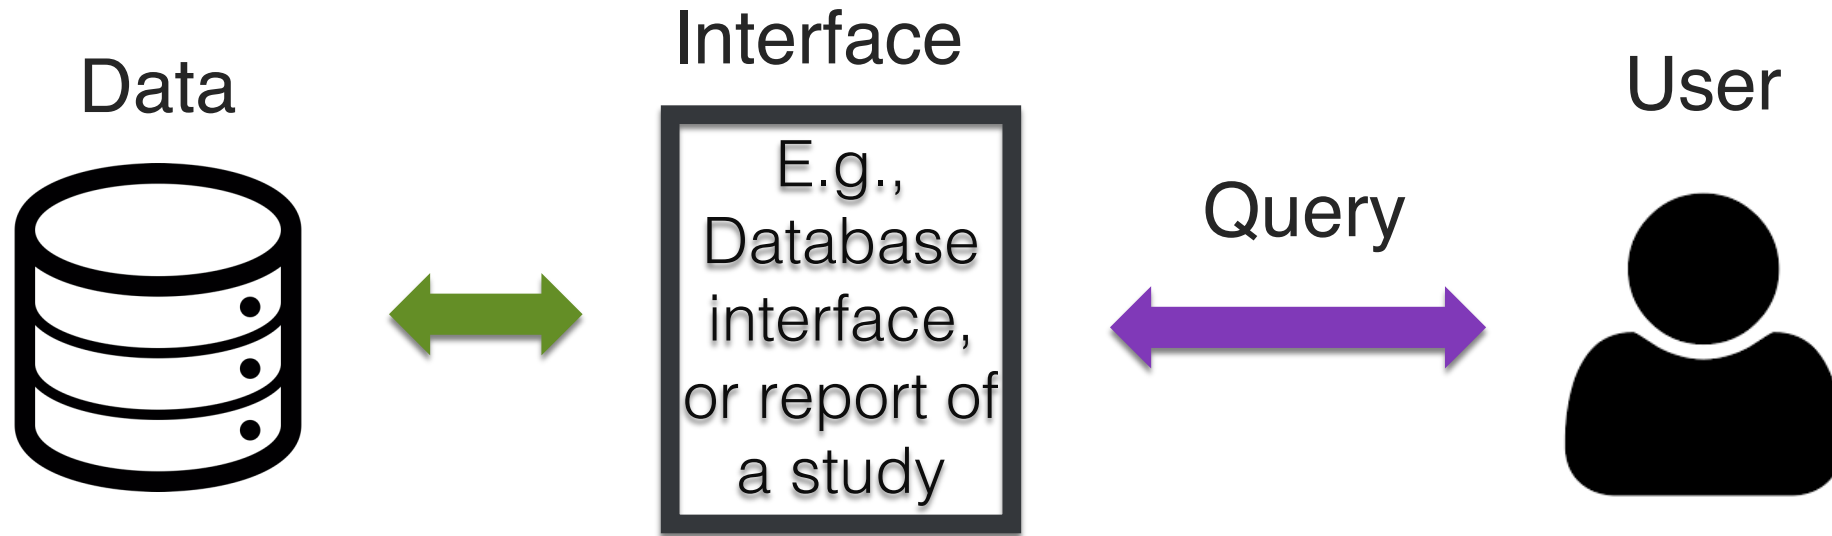 Data
Interface
E.g.,
Database
interface,
or report of
a study
Query
User